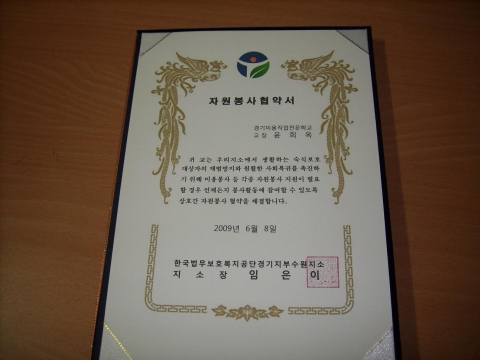 자원봉사협약서
경기미용직업전문학교
교장 윤희옥
귀 교는 우리지소에서 생활하는 숙식보호
대상자의 재범방지와 원활한 사회복귀를 촉진하
기 위해 미용봉사 등 각종 자원봉사 지원이 필요
할 경우 언제든지 봉사활동에 참여할 수 있도록
상호간 자원봉사 협약을 체결합니다.
2009년 6월 8일
한국법무보호복지공단경기지부수원지소
지소장 임은이